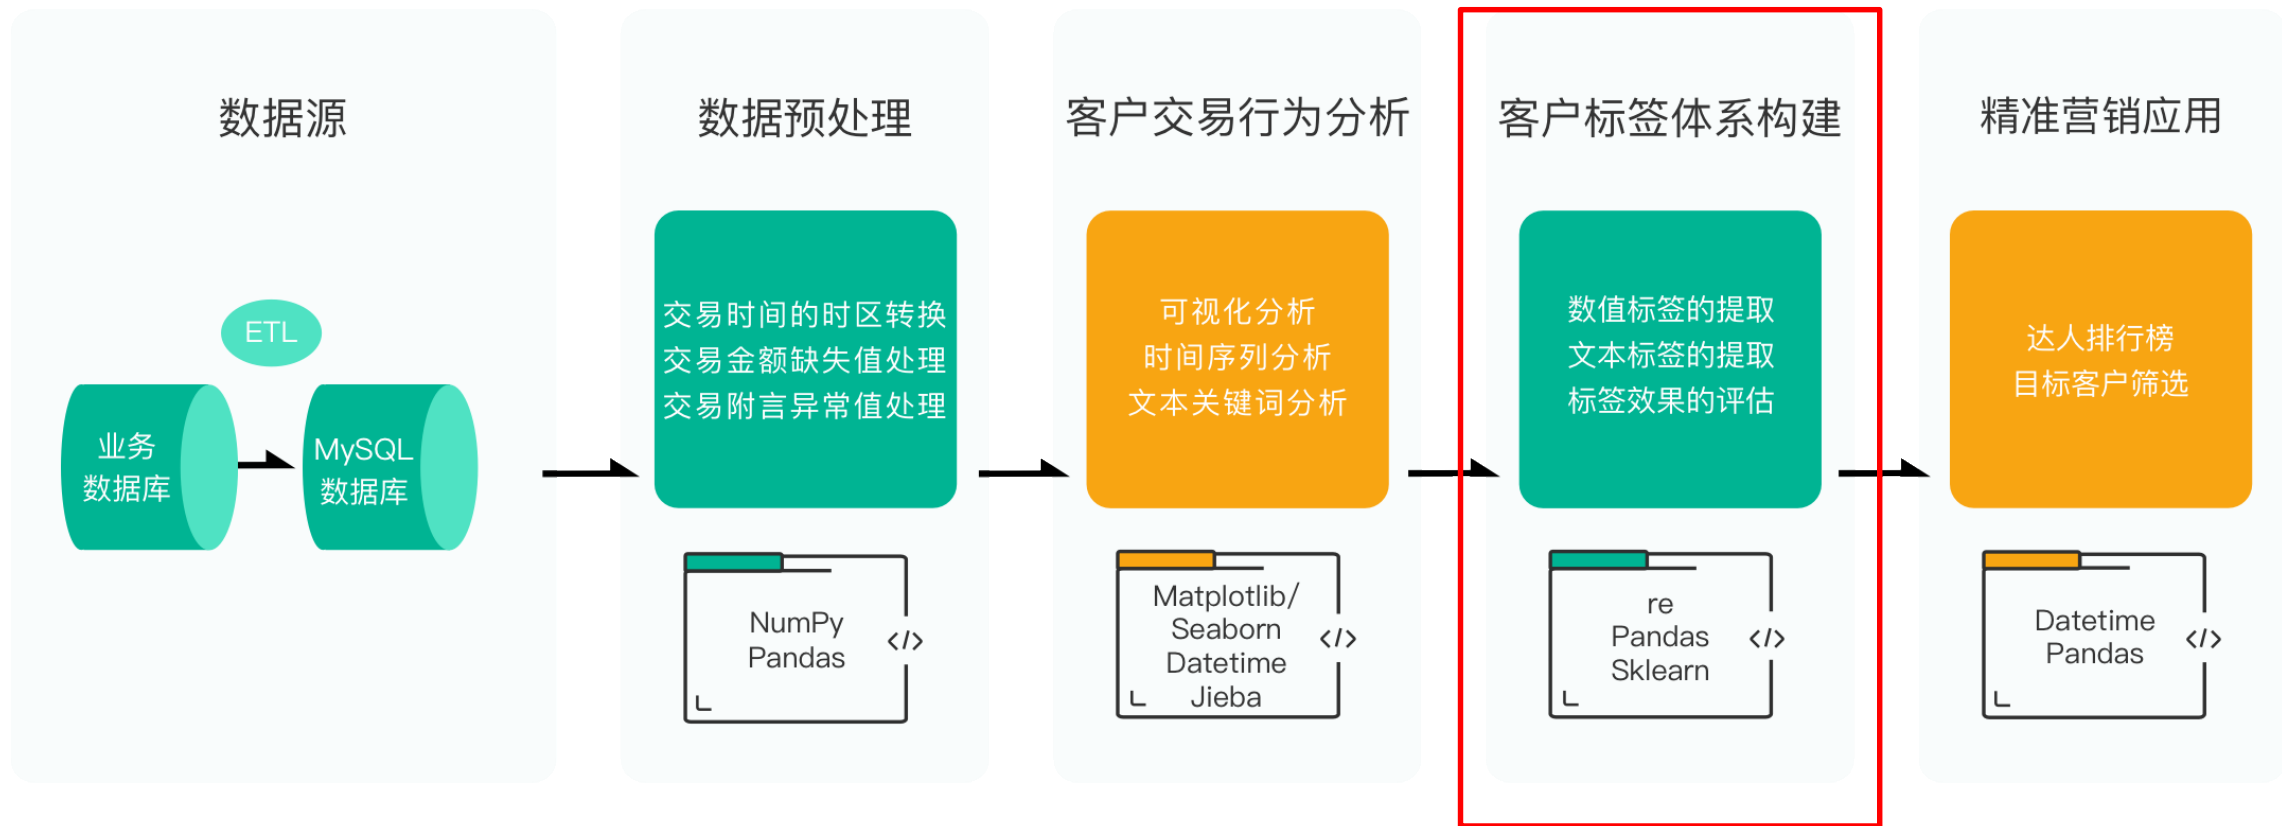 数据源
ETL
业务
数据库
MySQL
数据库
数据预处理
交易时间的时区转换
交易金额缺失值处理
交易附言异常值处理
NumPy
Pandas
</>
客户交易行为分析
可视化分析
时间序列分析
文本关键词分析
Matplotlib/
Seaborn
Datetime
Jieba
</>
客户标签体系构建
数值标签的提取
文本标签的提取
标签效果的评估
re
Pandas
Sklearn
</>
精准营销应用
达人排行榜
目标客户筛选
Datetime
Pandas
</>